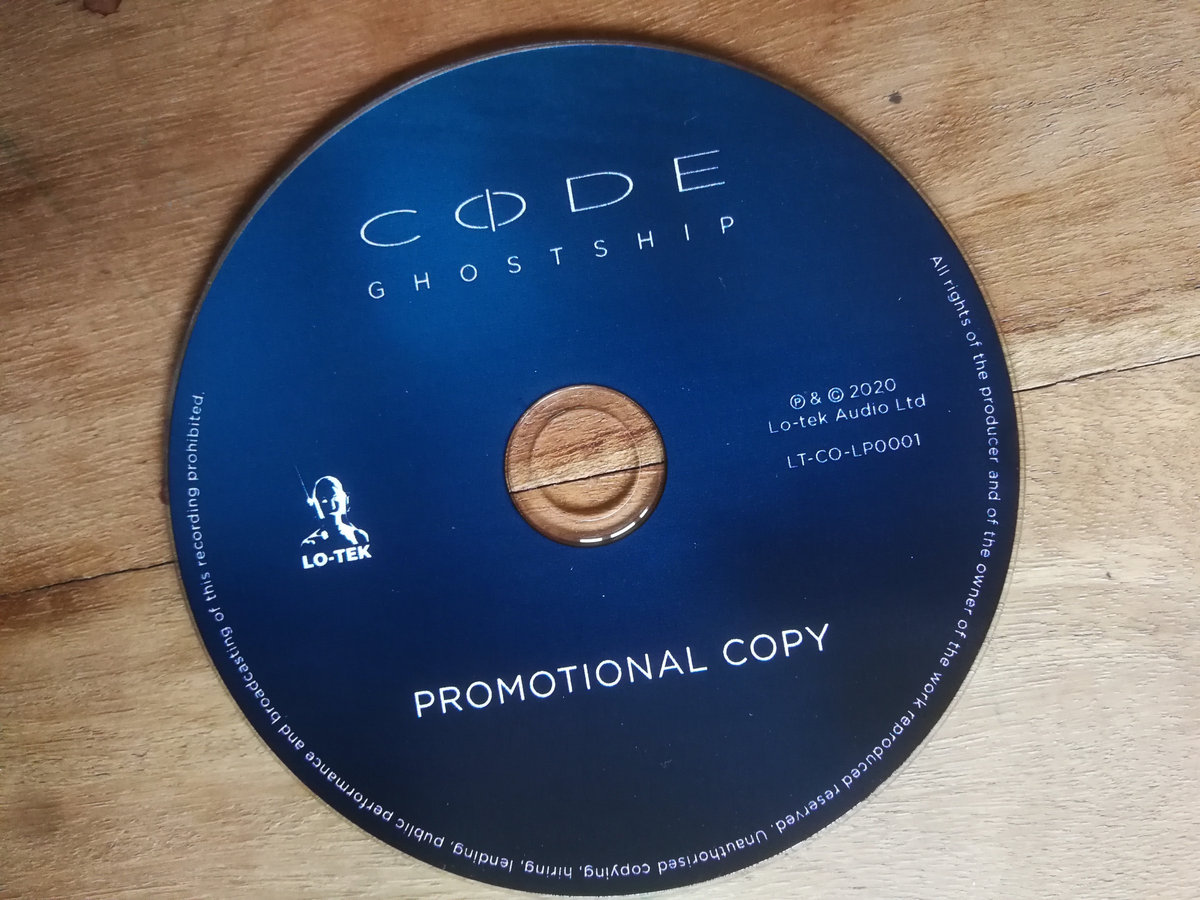 CODE
GHOSTSHIP
℗ & © 2020
Lo-tek Audio Ltd
LT-CO-LP0001
LO-TEK
PROMOTIONAL COPY
All rights of the producer and of the owner of the work reproduced reserved. Unauthorised copying, hiring, lending, public performance and broadcasting of this recording prohibited.